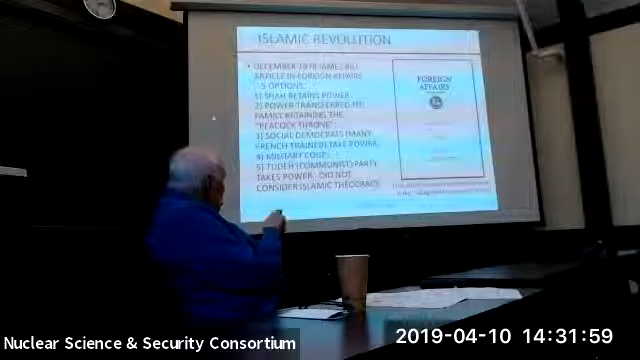 ISLAMIC REVOLUTION
• DECEMBER 1978 JAMES BILL
ARTICLE IN FOREIGN AFFAIRS
5 OPTIONS:
1) SHAH RETAINS POWER.
2) POWER TRANSFERRED
FAMILY RETAINING THE
"PEACOCK THRONE".
3) SOCIAL DEMOCRATS (MANY
FRENCH TRAINED) TAKE POWER.
4) MILITARY COUP.
5) TUDEH (COMMUNIST) PARTY
TAKES POWER. DID NOT
CONSIDER ISLAMIC THEOCRACY
FOREIGN
AFFAIRS
Nuclear Science & Security Consortium
2019-04-10 14:31:59